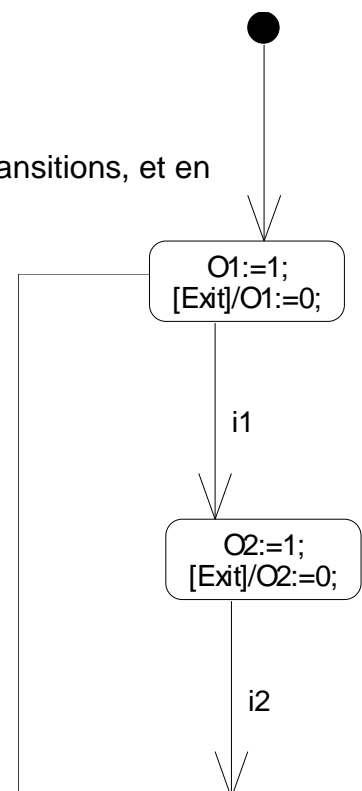 ansitions, et en
O1:=1;
[Exit]/O1:=0;
i1
O2:=1;
[Exit]/O2:=0;
i2